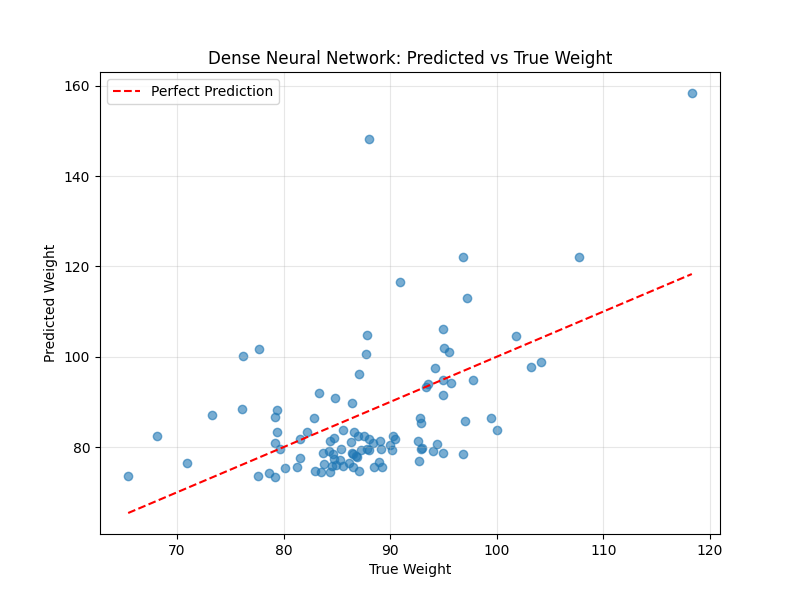 Dense Neural Network: Predicted vs True Weight
Perfect Prediction
Predicted Weight
160
140
120
100
80
70 80 90 100 110 120
True Weight